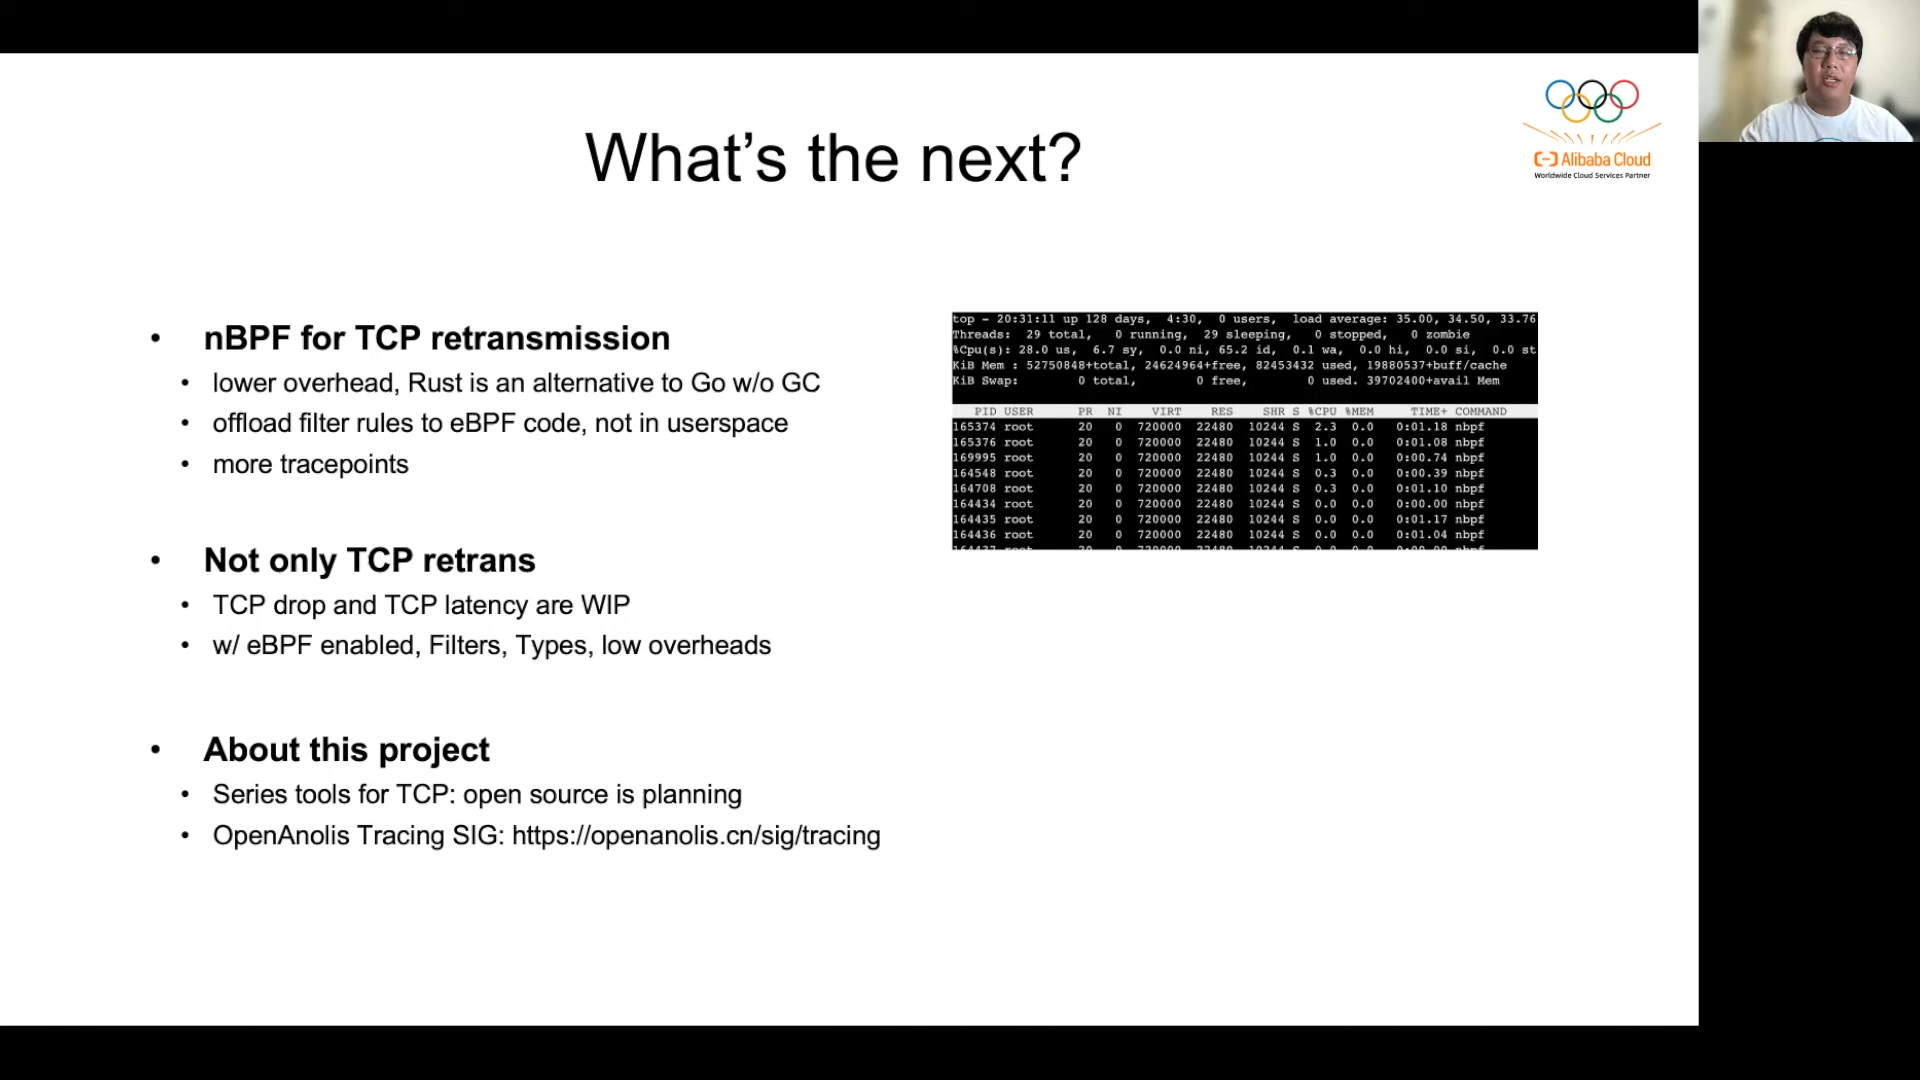 What's the next?
Alibaba Cloud
Worldwide Cloud Services Partner
• nBPF for TCP retransmission
• lower overhead, Rust is an alternative to Go w/o GC
• offload filter rules to eBPF code, not in userspace
• more tracepoints
• Not only TCP retrans
• TCP drop and TCP latency are WIP
• w/ eBPF enabled, Filters, Types, low overheads
• About this project
• Series tools for TCP: open source is planning
• OpenAnolis Tracing SIG: https://openanolis.cn/sig/tracing
top - 20:31:11 up 128 days, 4:30, 0 users, load average: 35.00, 34.50, 33.76
Threads: 29 total, 0 running, 29 sleeping, 0 stopped, 0 zombie
%Cpu(s): 28.0 us, 6.7 sy, 0.0 ni, 65.2 id, 0.1 wa, 0.0 hi, 0.0 si, 0.0 st
KiB Mem : 52750848+total, 24624964+free, 82453432 used, 19880537+buff/cache
KiB Swap: 0 total, 0 free, 0 used. 39702400+avail Mem
PID USER PR NI VIRT RES SHR S %CPU %MEM TIME+ COMMAND
165374 root 20 0 720000 22480 10244 S 2.3 0.0 0:01.18 nbpf
165376 root 20 0 720000 22480 10244 S 1.0 0.0 0:01.08 nbpf
169995 root 20 0 720000 22480 10244 S 1.0 0.0 0:00.74 nbpf
164548 root 20 0 720000 22480 10244 S 0.3 0.0 0:00.39 nbpf
164708 root 20 0 720000 22480 10244 S 0.3 0.0 0:01.10 nbpf
164434 root 20 0 720000 22480 10244 S 0.0 0.0 0:00.00 nbpf
164435 root 20 0 720000 22480 10244 S 0.0 0.0 0:01.17 nbpf
164436 root 20 0 720000 22480 10244 S 0.0 0.0 0:01.04 nbpf